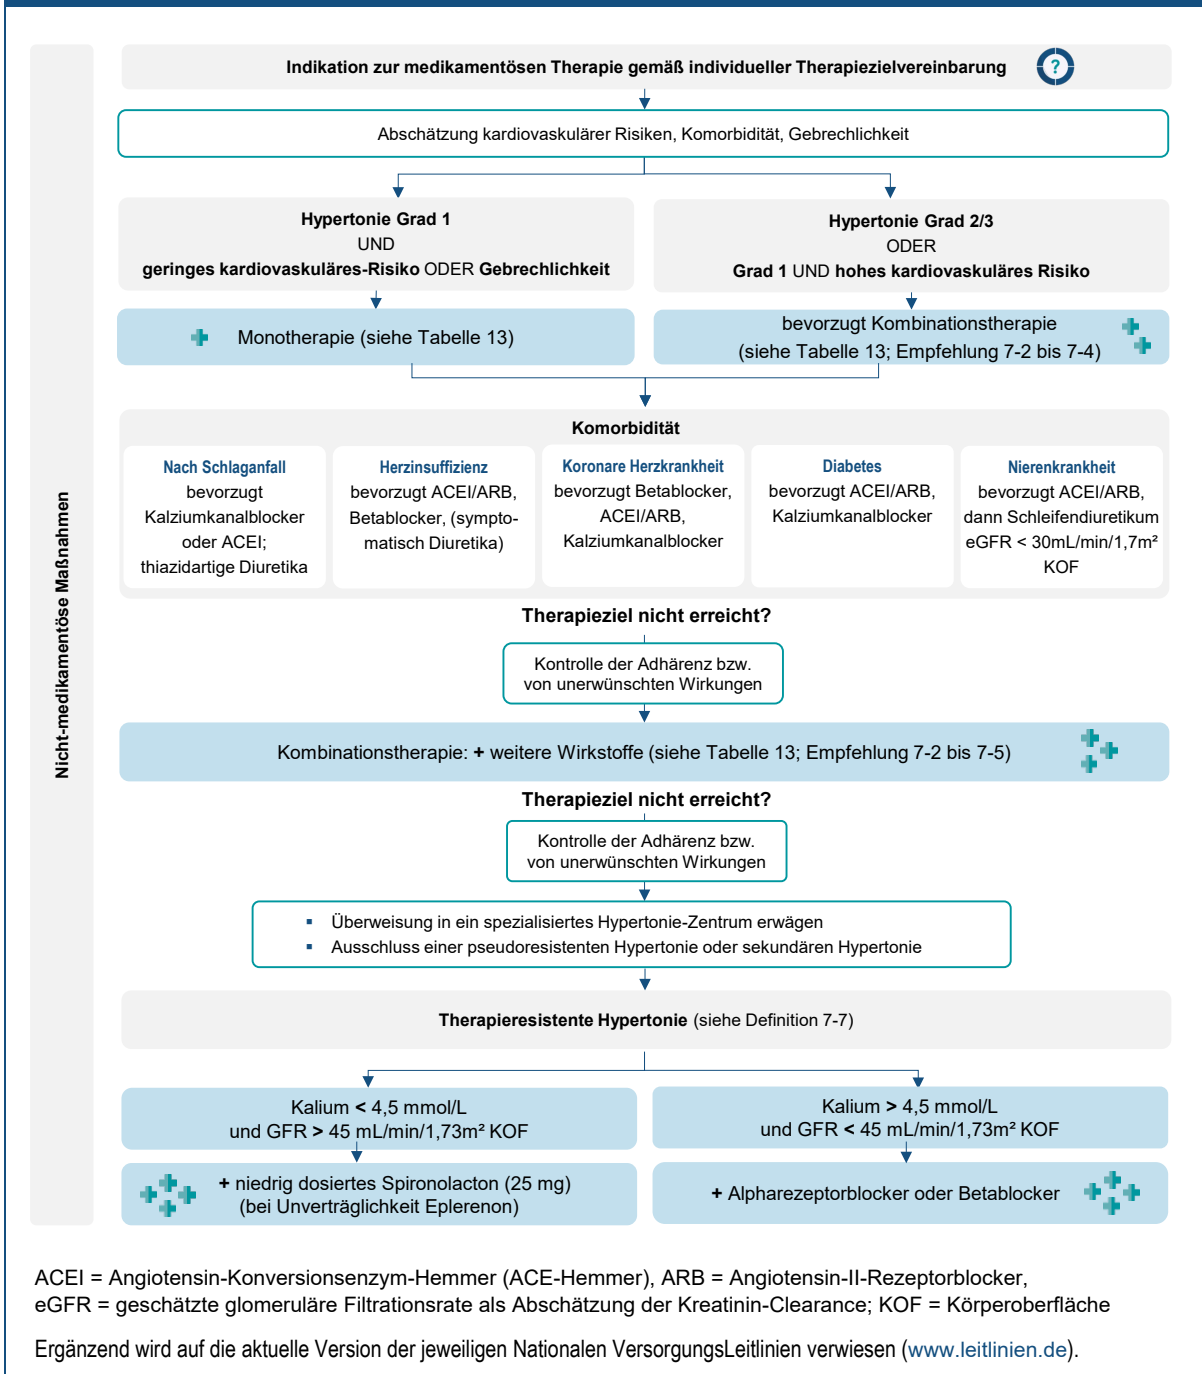 Nicht-medikamentöse Maßnahmen
Indikation zur medikamentösen Therapie gemäß individueller Therapiezielvereinbarung
?
Abschätzung kardiovaskulärer Risiken, Komorbidität, Gebrechlichkeit
Hypertonie Grad 1
UND
geringes kardiovaskuläres-Risiko ODER Gebrechlichkeit
Hypertonie Grad 2/3
ODER
Grad 1 UND hohes kardiovaskuläres Risiko
Monotherapie (siehe Tabelle 13)
bevorzugt Kombinationstherapie
(siehe Tabelle 13; Empfehlung 7-2 bis 7-4)
Komorbidität
Nach Schlaganfall
bevorzugt
Kalziumkanalblocker
oder ACEI;
thiazidartige Diuretika
Herzinsuffizienz
bevorzugt ACEI/ARB,
Betablocker, (sympto-
matisch Diuretika)
Koronare Herzkrankheit
bevorzugt Betablocker,
ACEI/ARB,
Kalziumkanalblocker
Diabetes
bevorzugt ACEI/ARB,
Kalziumkanalblocker
Nierenkrankheit
bevorzugt ACEI/ARB,
dann Schleifendiuretikum
eGFR < 30mL/min/1,7m²
KOF
Therapieziel nicht erreicht?
Kontrolle der Adhärenz bzw.
von unerwünschten Wirkungen
Kombinationstherapie: + weitere Wirkstoffe (siehe Tabelle 13; Empfehlung 7-2 bis 7-5)
Therapieziel nicht erreicht?
Kontrolle der Adhärenz bzw.
von unerwünschten Wirkungen
▪ Überweisung in ein spezialisiertes Hypertonie-Zentrum erwägen
▪ Ausschluss einer pseudoresistenten Hypertonie oder sekundären Hypertonie
Therapieresistente Hypertonie (siehe Definition 7-7)
Kalium < 4,5 mmol/L
und GFR > 45 mL/min/1,73m² KOF
Kalium > 4,5 mmol/L
und GFR < 45 mL/min/1,73m² KOF
+ niedrig dosiertes Spironolacton (25 mg)
(bei Unverträglichkeit Eplerenon)
+ Alpharezeptorblocker oder Betablocker
ACEI = Angiotensin-Konversionsenzym-Hemmer (ACE-Hemmer), ARB = Angiotensin-II-Rezeptorblocker,
eGFR = geschätzte glomeruläre Filtrationsrate als Abschätzung der Kreatinin-Clearance; KOF = Körperoberfläche
Ergänzend wird auf die aktuelle Version der jeweiligen Nationalen VersorgungsLeitlinien verwiesen (www.leitlinien.de).